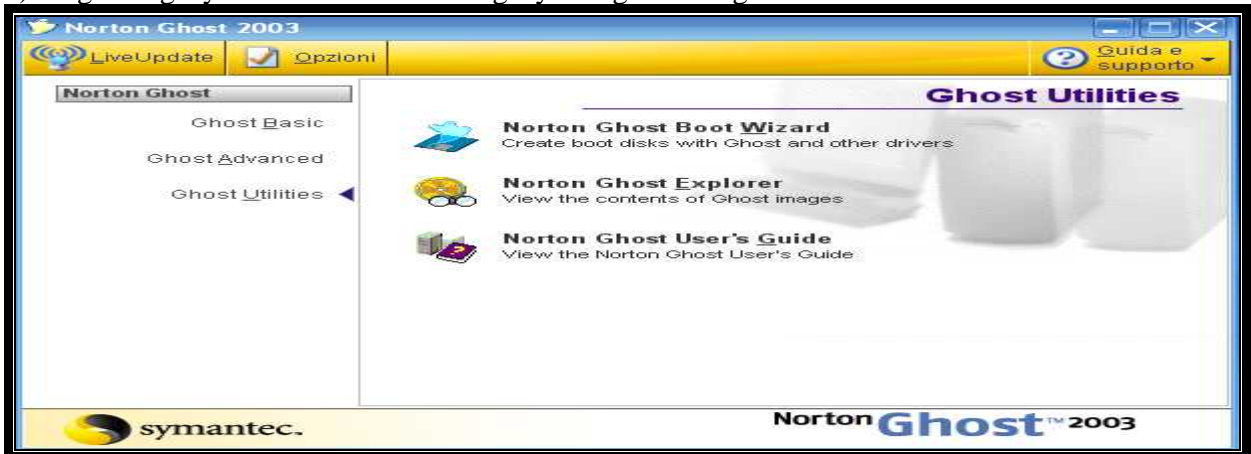 Norton Ghost 2003
LiveUpdate Opzioni Guida e supporto
Norton Ghost
Ghost Basic
Ghost Advanced
Ghost Utilities
Ghost Utilities
Norton Ghost Boot Wizard
Create boot disks with Ghost and other drivers
Norton Ghost Explorer
View the contents of Ghost images
Norton Ghost User's Guide
View the Norton Ghost User's Guide
symantec.
Norton Ghost™ 2003